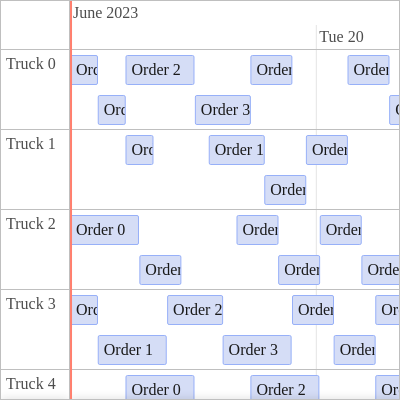 June 2023
Tue 20
Truck 0
Ord Order 2 Order Order
Ord Order 3
Truck 1
Ord Order 1 Order
Order
Truck 2
Order 0 Order Order
Order Order Orde
Truck 3
Ord Order 2 Order Or
Order 1 Order 3 Order
Truck 4
Order 0 Order 2 Or